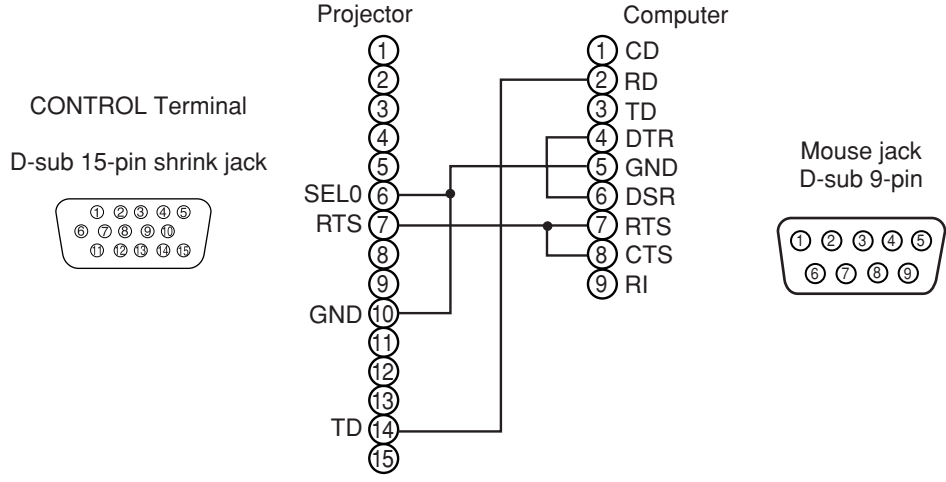 Projector
Computer
CONTROL Terminal
D-sub 15-pin shrink jack
1 2 3 4 5
6 7 8 9 10
11 12 13 14 15
1
2
3
4
5
SEL0 6
RTS 7
8
9
GND 10
11
12
13
TD 14
15
1 CD
2 RD
3 TD
4 DTR
5 GND
6 DSR
7 RTS
8 CTS
9 RI
Mouse jack
D-sub 9-pin
1 2 3 4 5
6 7 8 9